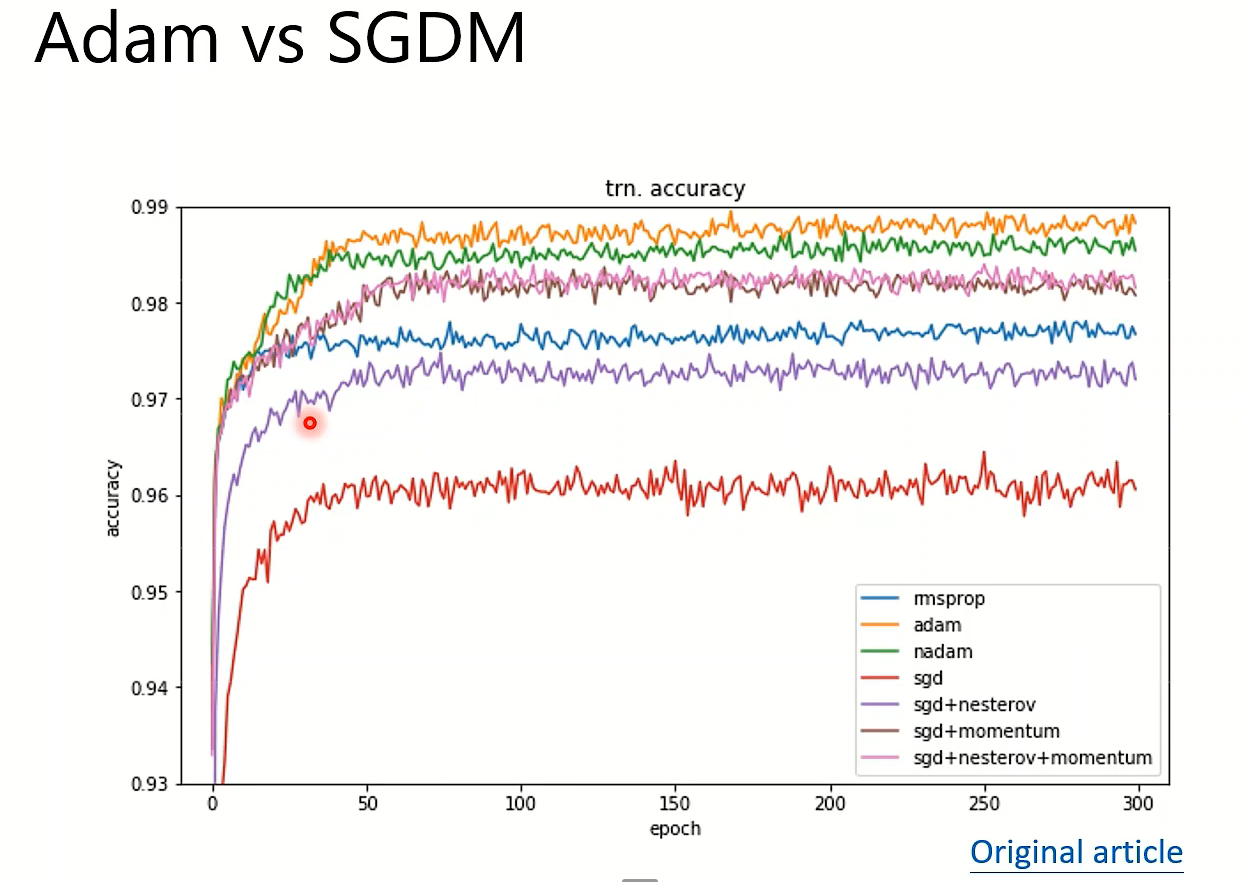 Adam vs SGDM
trn. accuracy
0.99
0.98
0.97
0.96
0.95
0.94
0.93
accuracy
rmsprop
adam
nadam
sgd
sgd+nesterov
sgd+momentum
sgd+nesterov+momentum
0 50 100 150 200 250 300
epoch
Original article